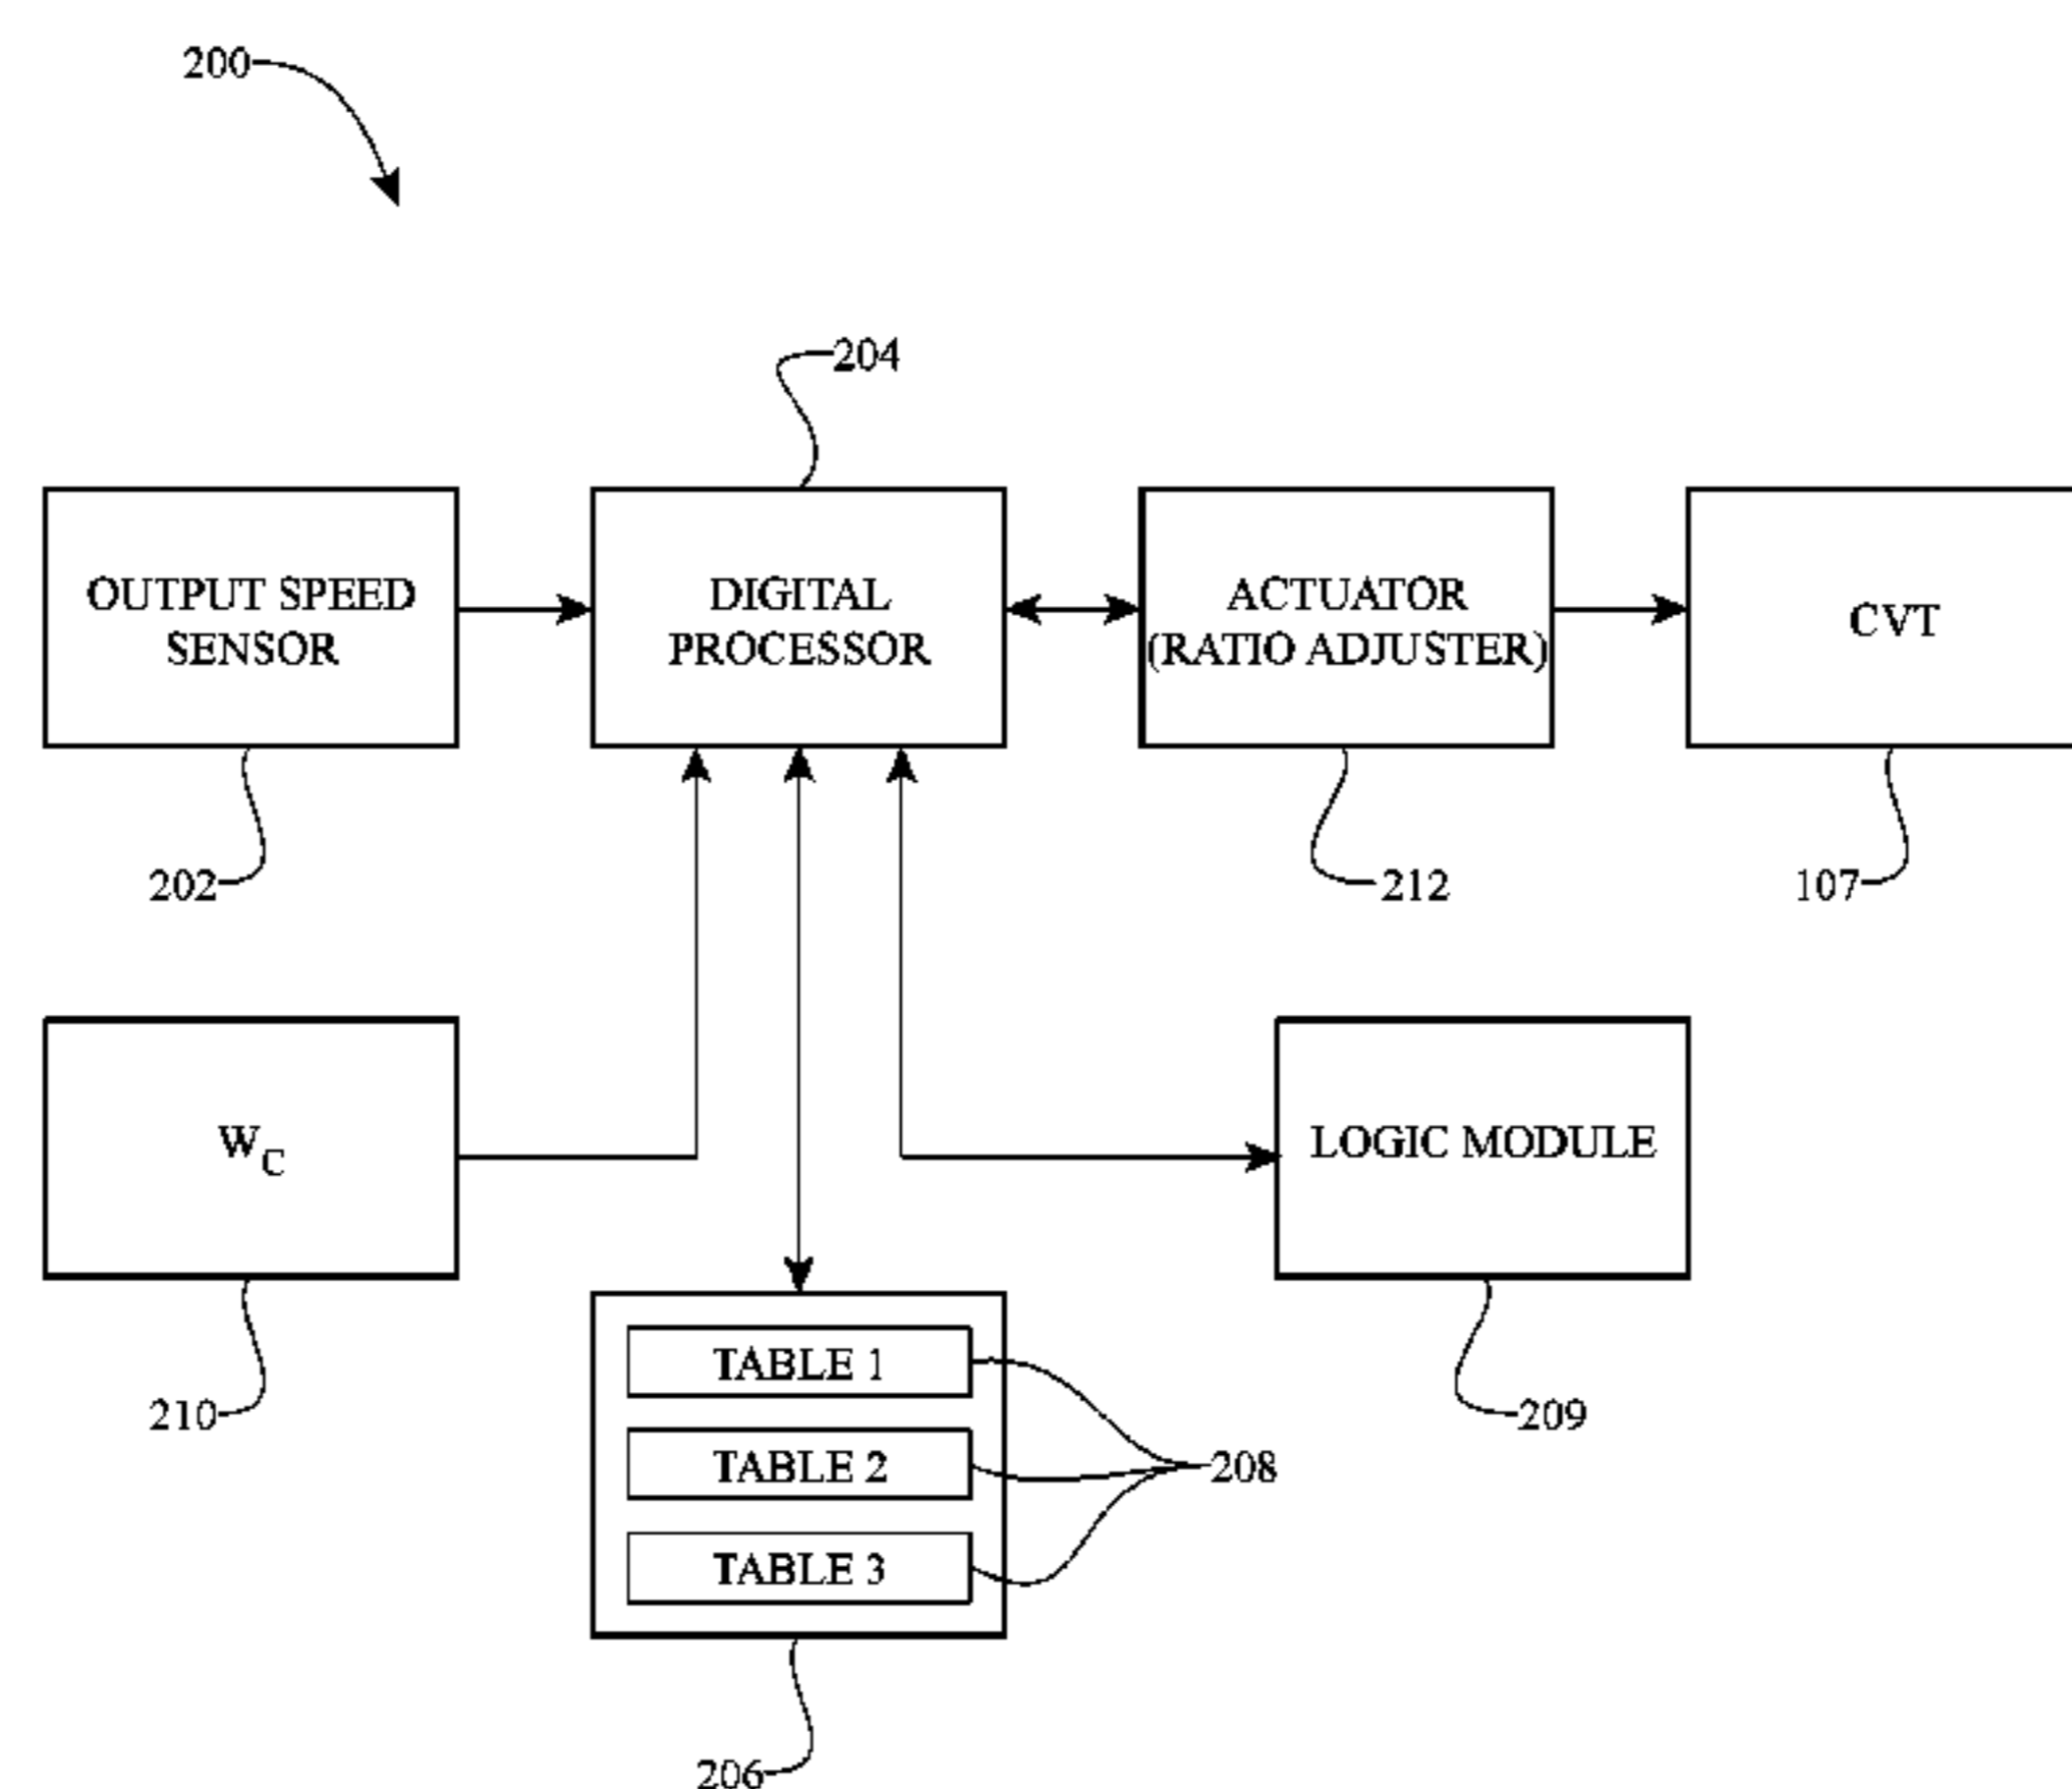 200
204
OUTPUT SPEED
SENSOR
DIGITAL
PROCESSOR
ACTUATOR
(RATIO ADJUSTER)
CVT
202
212
107
W_C
LOGIC MODULE
210
209
TABLE 1
TABLE 2
TABLE 3
208
206